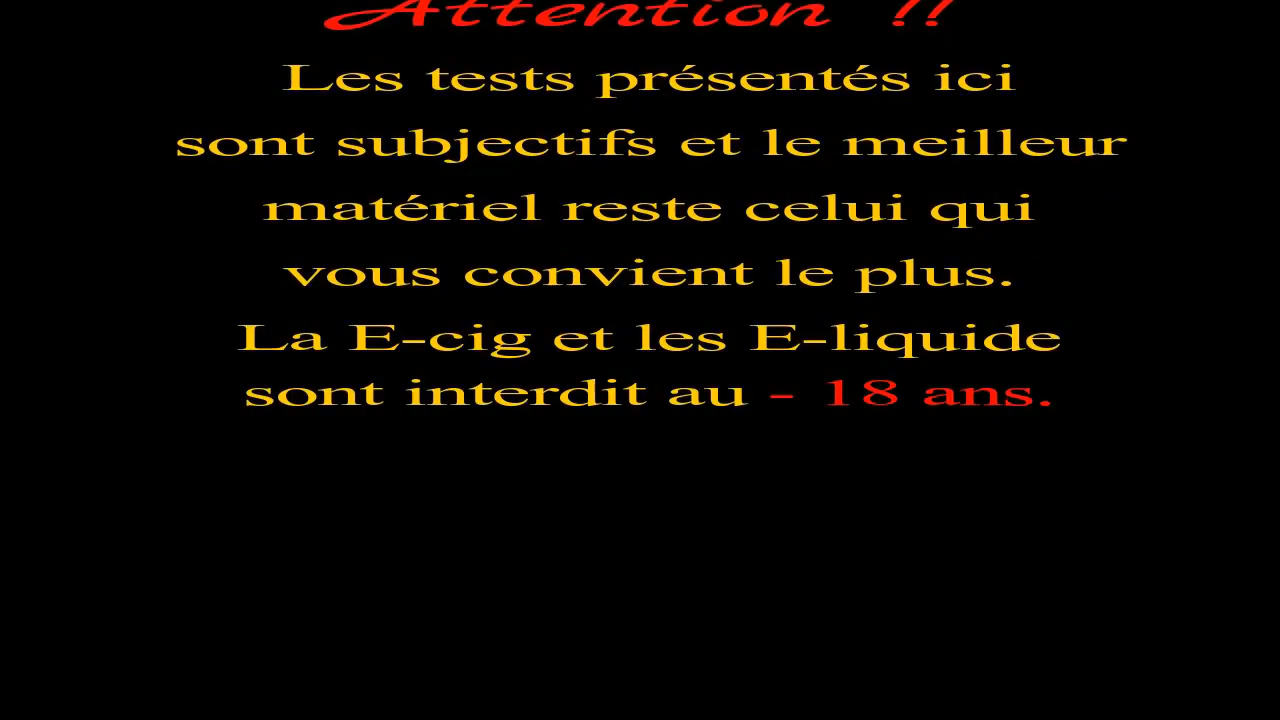 Attention !!
Les tests présentés ici
sont subjectifs et le meilleur
matériel reste celui qui
vous convient le plus.
La E-cig et les E-liquide
sont interdit au - 18 ans.